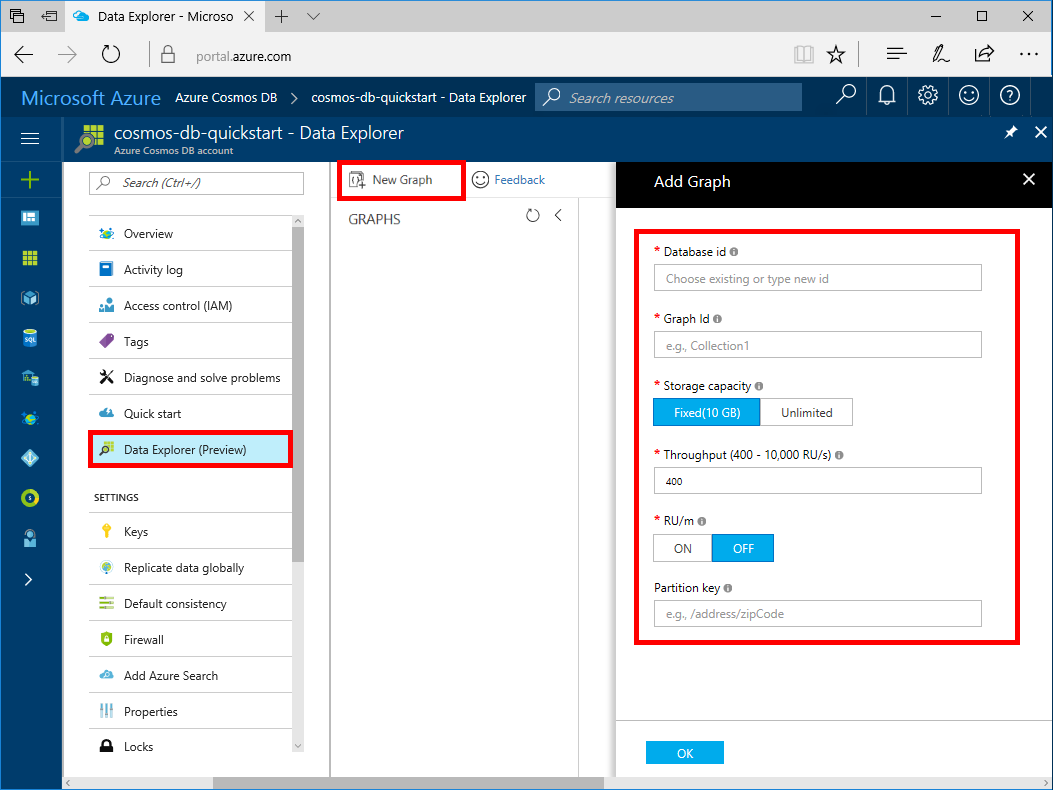 Data Explorer - Microso
portal.azure.com
Microsoft Azure Azure Cosmos DB > cosmos-db-quickstart - Data Explorer Search resources
cosmos-db-quickstart - Data Explorer
Azure Cosmos DB account
Search (Ctrl+/)
Overview
Activity log
Access control (IAM)
Tags
Diagnose and solve problems
Quick start
Data Explorer (Preview)
SETTINGS
Keys
Replicate data globally
Default consistency
Firewall
Add Azure Search
Properties
Locks
SQL
New Graph Feedback
GRAPHS
Add Graph
* Database id
Choose existing or type new id
* Graph Id
e.g., Collection1
* Storage capacity
Fixed(10 GB) Unlimited
* Throughput (400 - 10,000 RU/s)
400
* RU/m
ON OFF
Partition key
e.g., /address/zipCode
OK